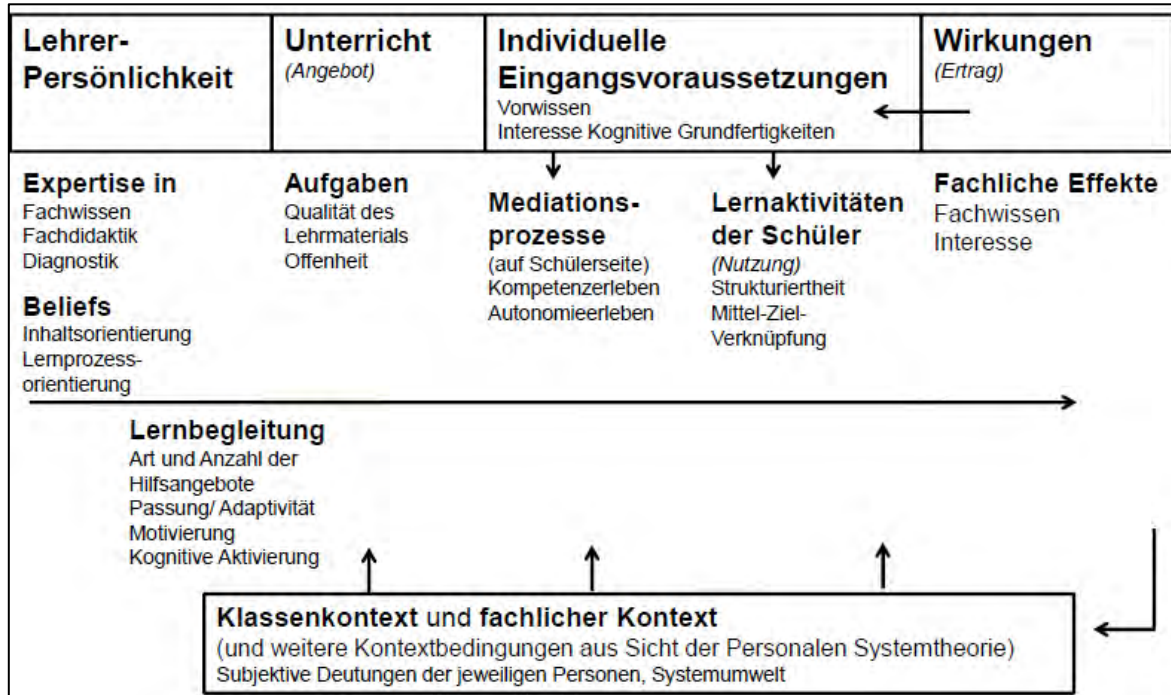 Lehrer-
Persönlichkeit
Unterricht
(Angebot)
Individuelle
Eingangsvoraussetzungen
Vorwissen
Interesse Kognitive Grundfertigkeiten
Wirkungen
(Ertrag)
Expertise in
Fachwissen
Fachdidaktik
Diagnostik
Beliefs
Inhaltsorientierung
Lernprozess-
orientierung
Aufgaben
Qualität des
Lehrmaterials
Offenheit
Mediations-
prozesse
(auf Schülerseite)
Kompetenzerleben
Autonomieerleben
Lernaktivitäten
der Schüler
(Nutzung)
Strukturiertheit
Mittel-Ziel-
Verknüpfung
Fachliche Effekte
Fachwissen
Interesse
Lernbegleitung
Art und Anzahl der
Hilfsangebote
Passung/ Adaptivität
Motivierung
Kognitive Aktivierung
Klassenkontext und fachlicher Kontext
(und weitere Kontextbedingungen aus Sicht der Personalen Systemtheorie)
Subjektive Deutungen der jeweiligen Personen, Systemumwelt